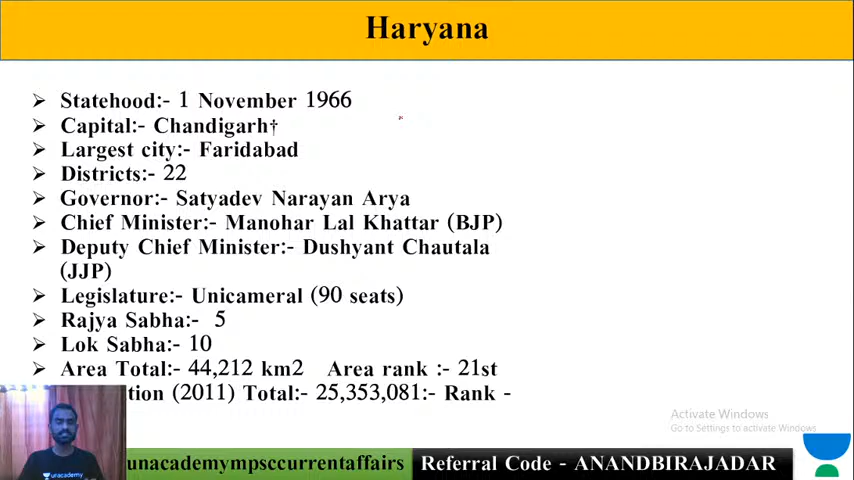 Haryana
Statehood:- 1 November 1966
Capital:- Chandigarh†
Largest city:- Faridabad
Districts:- 22
Governor:- Satyadev Narayan Arya
Chief Minister:- Manohar Lal Khattar (BJP)
Deputy Chief Minister:- Dushyant Chautala
(JJP)
Legislature:- Unicameral (90 seats)
Rajya Sabha:- 5
Lok Sabha:- 10
Area Total:- 44,212 km2 Area rank :- 21st
tion (2011) Total:- 25,353,081:- Rank -
Activate Windows
Go to Settings to activate Windows
unacademy
unacademympsccurrentaffairs
Referral Code - ANANDBIRAJADAR